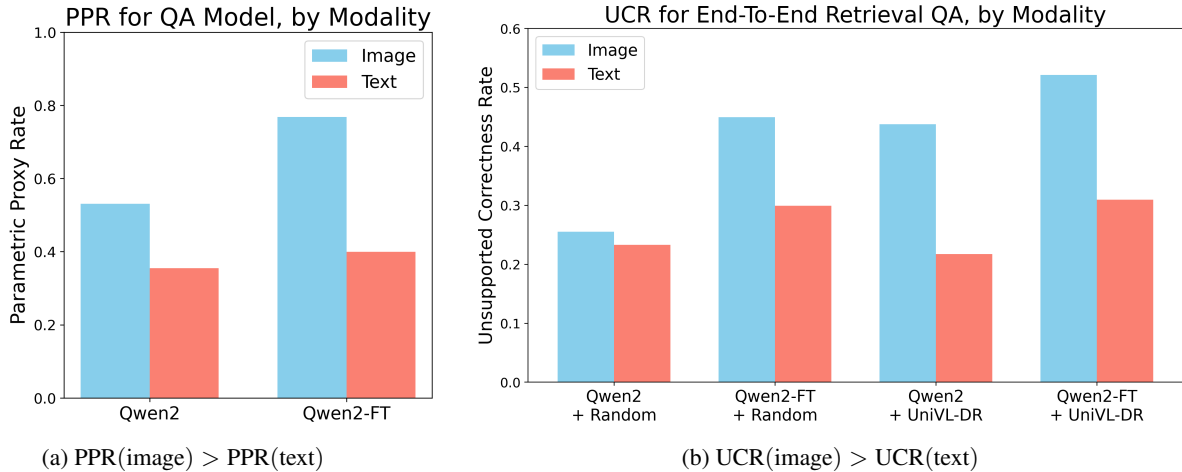 PPR for QA Model, by Modality
1.0
0.8
0.6
0.4
0.2
0.0
Parametric Proxy Rate
Image
Text
Qwen2
Qwen2-FT
(a) PPR(image) > PPR(text)
UCR for End-To-End Retrieval QA, by Modality
0.6
0.5
0.4
0.3
0.2
0.1
0.0
Unsupported Correctness Rate
Image
Text
Qwen2
+ Random
Qwen2-FT
+ Random
Qwen2
+ UniVL-DR
Qwen2-FT
+ UniVL-DR
(b) UCR(image) > UCR(text)